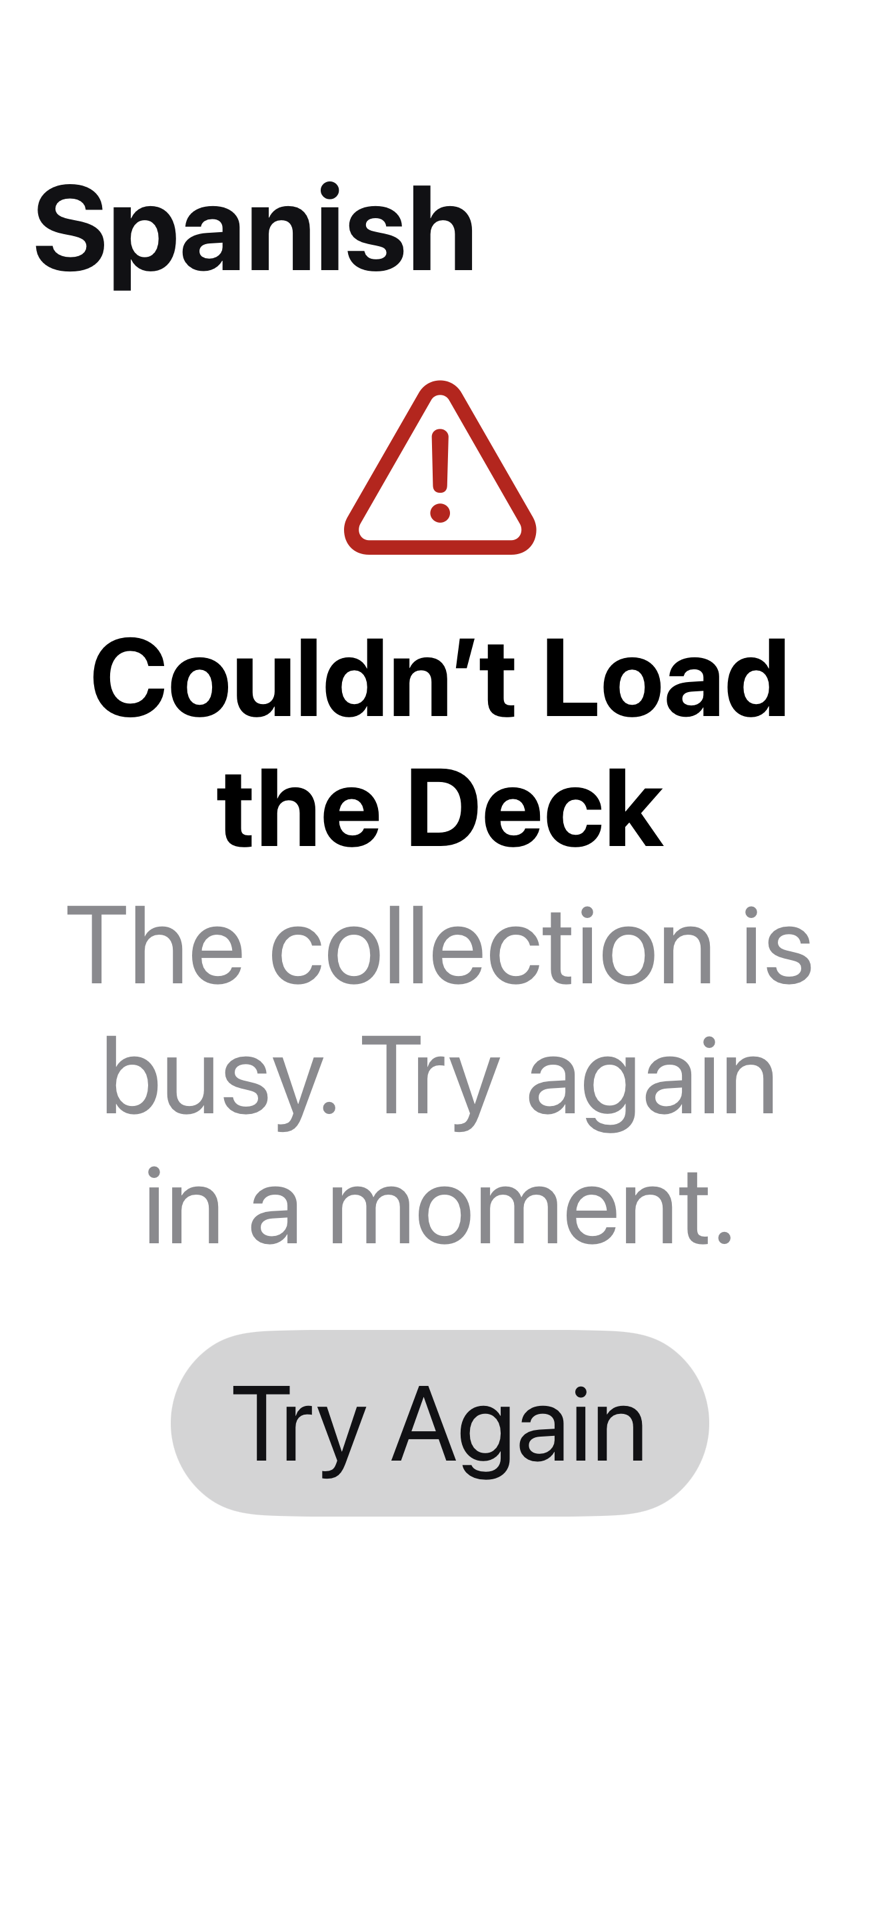 Spanish
Couldn’t Load
the Deck
The collection is
busy. Try again
in a moment.
Try Again